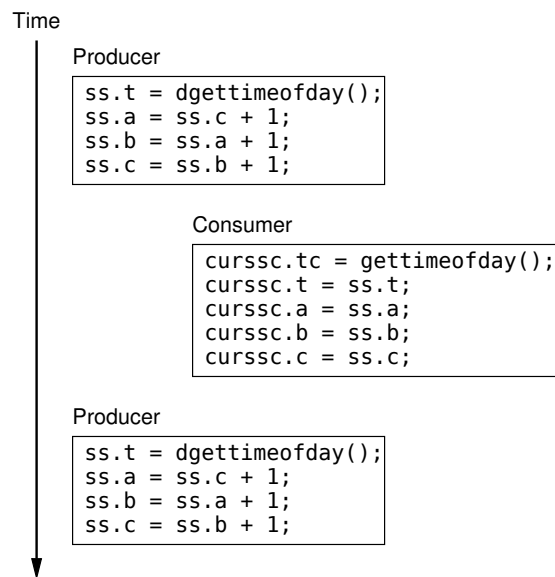 Time
Producer
ss.t = dgettimeofday();
ss.a = ss.c + 1;
ss.b = ss.a + 1;
ss.c = ss.b + 1;
Consumer
curssc.tc = gettimeofday();
curssc.t = ss.t;
curssc.a = ss.a;
curssc.b = ss.b;
curssc.c = ss.c;
Producer
ss.t = dgettimeofday();
ss.a = ss.c + 1;
ss.b = ss.a + 1;
ss.c = ss.b + 1;